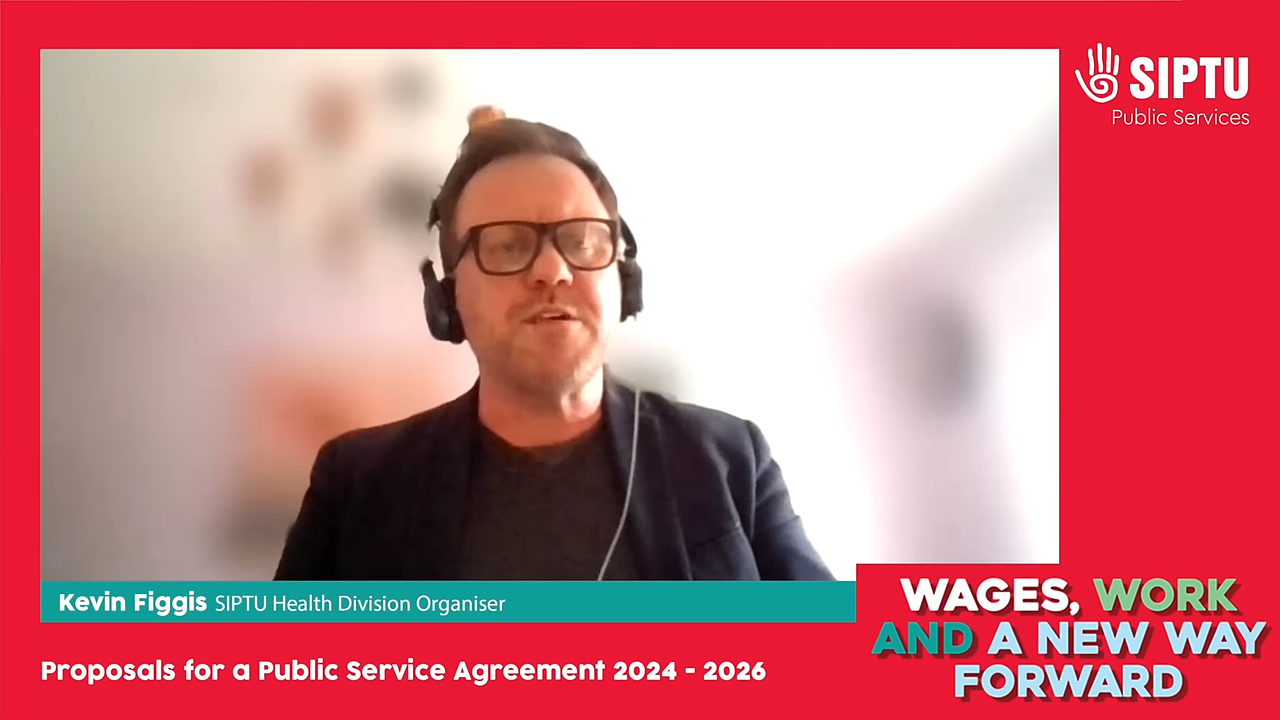 SIPTU
Public Services
Kevin Figgis SIPTU Health Division Organiser
Proposals for a Public Service Agreement 2024 - 2026
WAGES, WORK
AND A NEW WAY
FORWARD